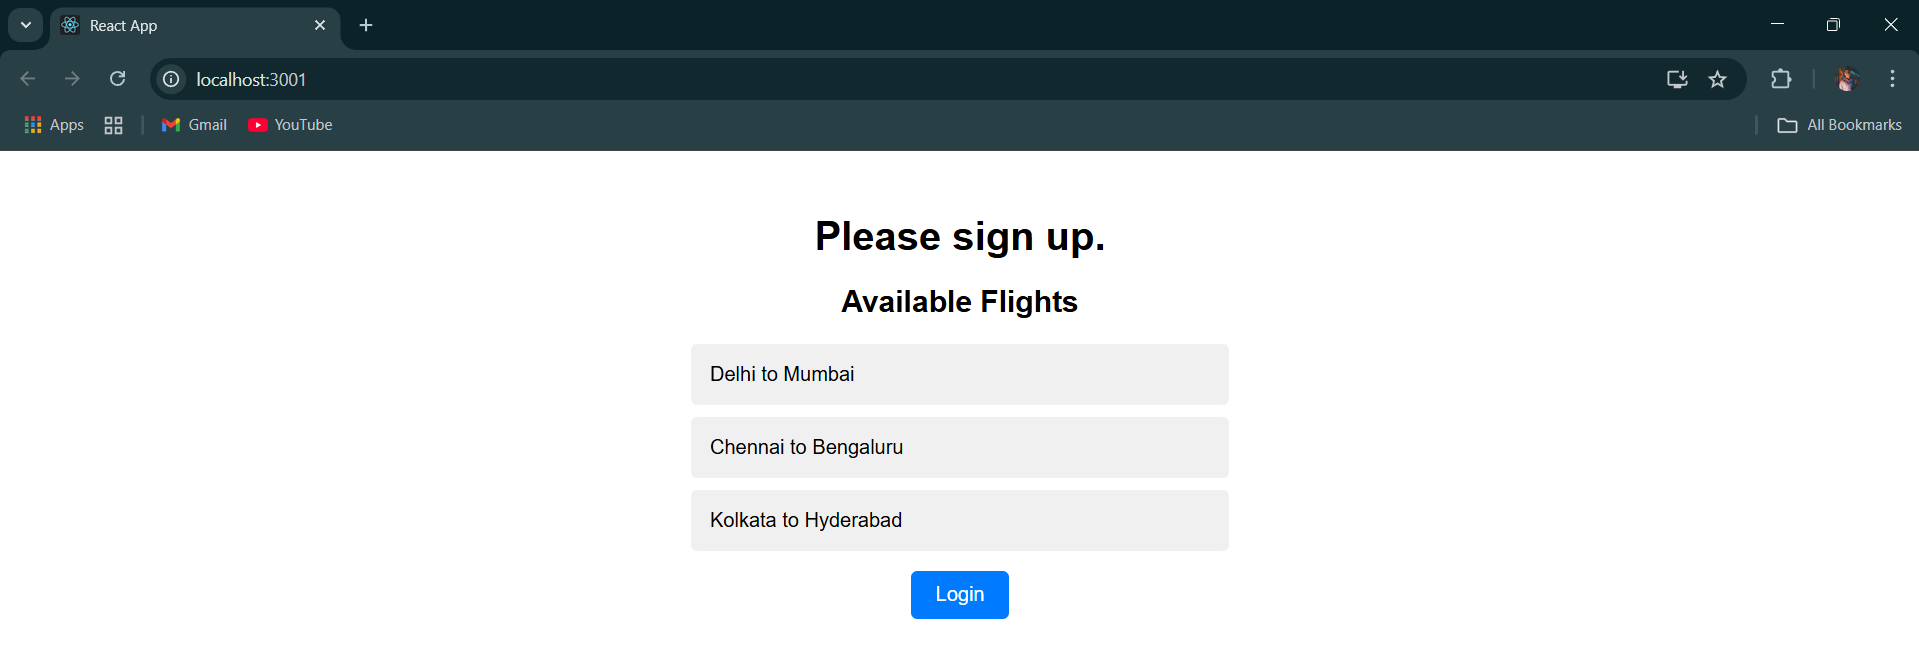 React App
localhost:3001
Apps Gmail YouTube All Bookmarks
Please sign up.
Available Flights
Delhi to Mumbai
Chennai to Bengaluru
Kolkata to Hyderabad
Login